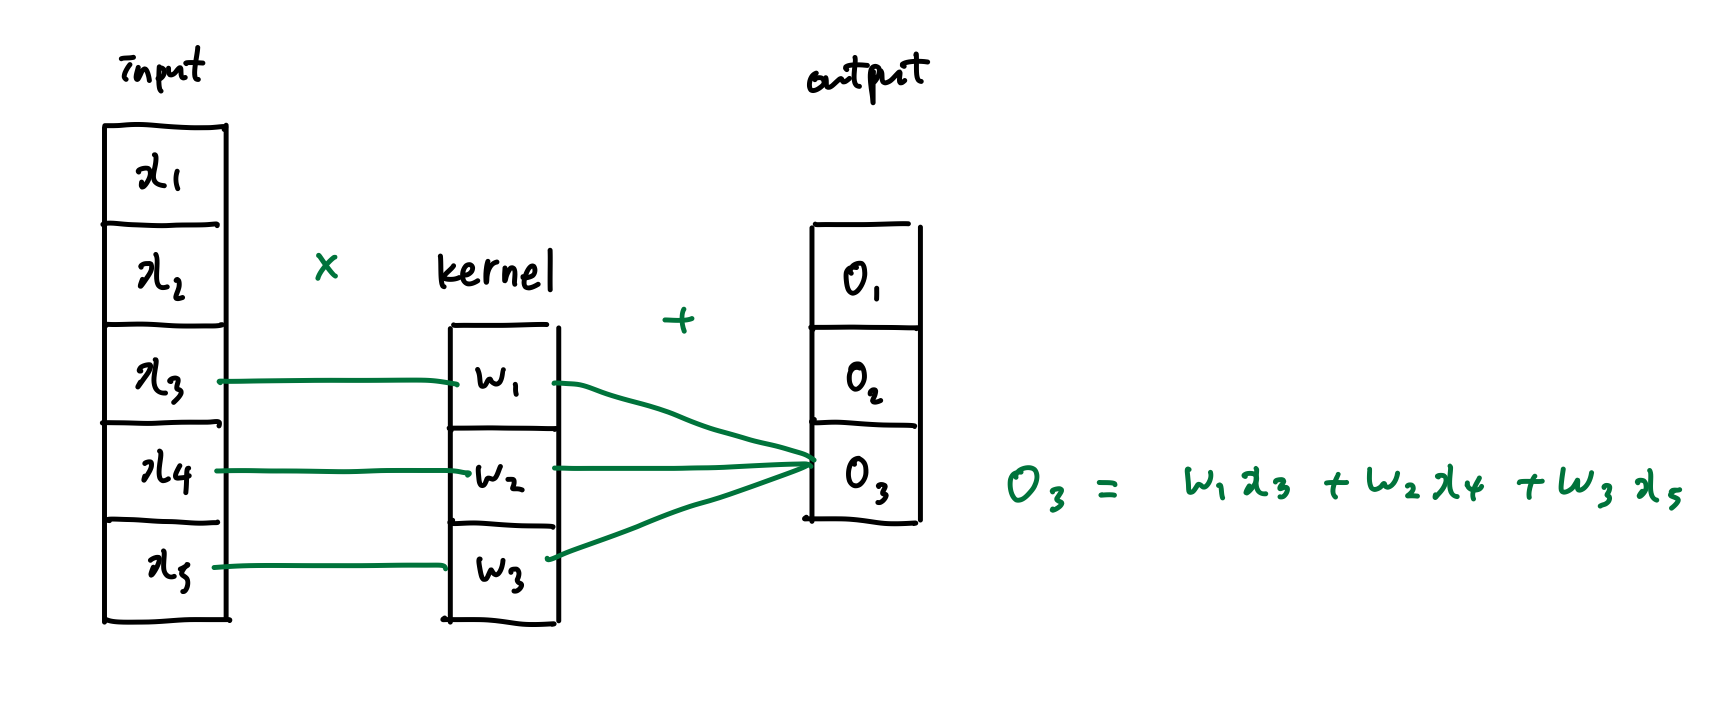 input
output
x₁
x₂
×
kernel
O₁
+
x₃
w₁
O₂
x₄
w₂
O₃
O₃ = w₁x₃ + w₂x₄ + w₃x₅
x₅
w₃